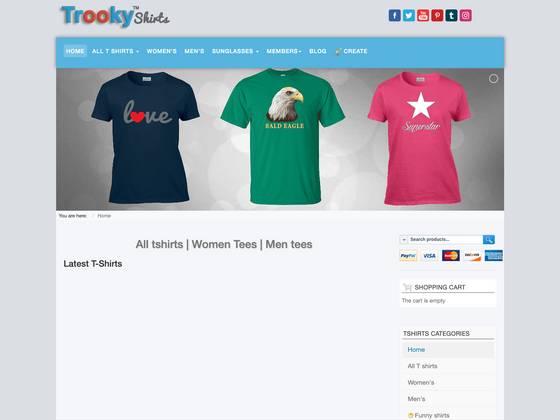 Trooky™ Shirts
HOME ALL T SHIRTS WOMEN'S MEN'S SUNGLASSES MEMBERS BLOG CREATE
love
BALD EAGLE
Superstar
You are here: / Home
All tshirts | Women Tees | Men tees
Latest T-Shirts
Search products...
PayPal VISA DISCOVER
SHOPPING CART
The cart is empty
TSHIRTS CATEGORIES
Home
All T shirts
Women's
Men's
Funny shirts